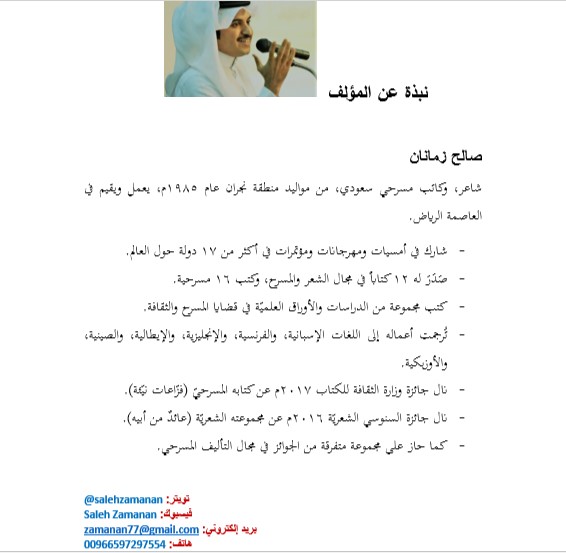 نبذة عن المؤلف
صالح زمانان
شاعر، وكاتب مسرحي سعودي، من مواليد منطقة نجران عام ١٩٨٥م، يعمل ويقيم في
العاصمة الرياض.
- شارك في أمسيات ومهرجانات ومؤتمرات في أكثر من ١٧ دولة حول العالم.
- صَدَرَ له ١٢ كتاباً في مجال الشعر والمسرح، وكتب ١٦ مسرحية.
- كتب مجموعة من الدراسات والأوراق العلميّة في قضايا المسرح والثقافة.
- تُرجمت أعماله إلى اللغات الإسبانية، والفرنسية، والإنجليزية، والإيطالية، والصينية،
والأوزبكية.
- نال جائزة وزارة الثقافة للكتاب ٢٠١٧م عن كتابه المسرحيّ (فزّاعات نيّئة).
- نال جائزة السنوسي الشعريّة ٢٠١٦م عن مجموعته الشعريّة (عائدٌ من أبيه).
- كما حاز على مجموعة متفرقة من الجوائز في مجال التأليف المسرحي.
تويتر: @salehzamanan
فيسبوك: Saleh Zamanan
بريد إلكتروني: zamanan77@gmail.com
هاتف: 00966597297554